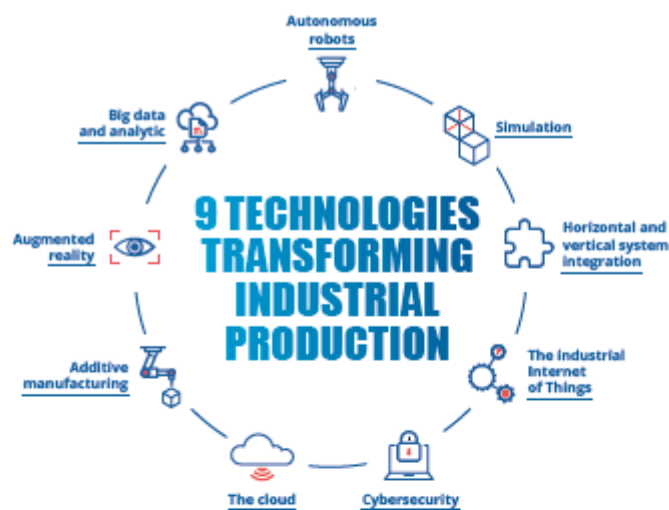 Autonomous
robots
Simulation
Horizontal and
vertical system
integration
The industrial
Internet
of Things
Cybersecurity
The cloud
Additive
manufacturing
Augmented
reality
Big data
and analytic
9 TECHNOLOGIES
TRANSFORMING
INDUSTRIAL
PRODUCTION